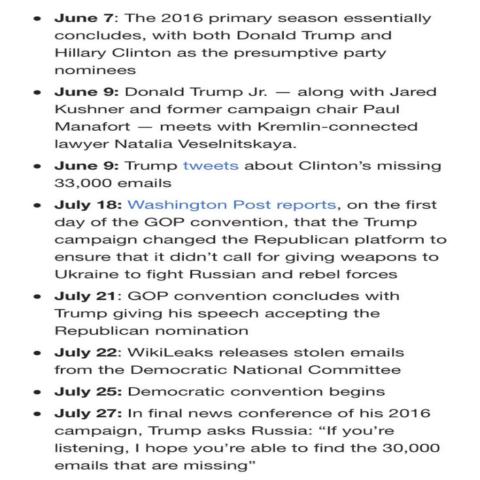 • June 7: The 2016 primary season essentially
concludes, with both Donald Trump and
Hillary Clinton as the presumptive party
nominees
• June 9: Donald Trump Jr. — along with Jared
Kushner and former campaign chair Paul
Manafort — meets with Kremlin-connected
lawyer Natalia Veselnitskaya.
• June 9: Trump tweets about Clinton's missing
33,000 emails
• July 18: Washington Post reports, on the first
day of the GOP convention, that the Trump
campaign changed the Republican platform to
ensure that it didn't call for giving weapons to
Ukraine to fight Russian and rebel forces
• July 21: GOP convention concludes with
Trump giving his speech accepting the
Republican nomination
• July 22: WikiLeaks releases stolen emails
from the Democratic National Committee
• July 25: Democratic convention begins
• July 27: In final news conference of his 2016
campaign, Trump asks Russia: "If you're
listening, I hope you're able to find the 30,000
emails that are missing"